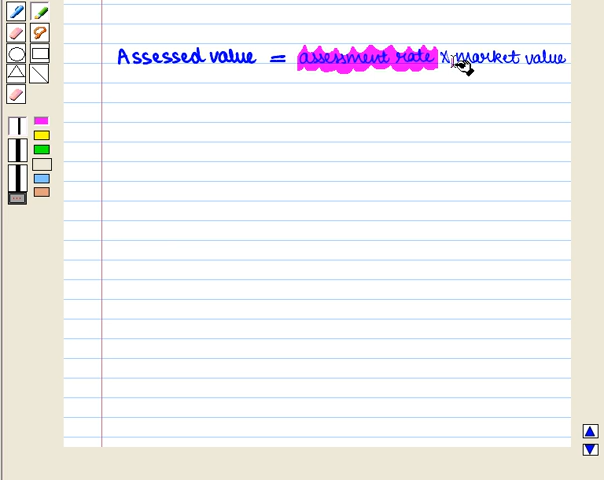 Assessed value = assessment rate x market value